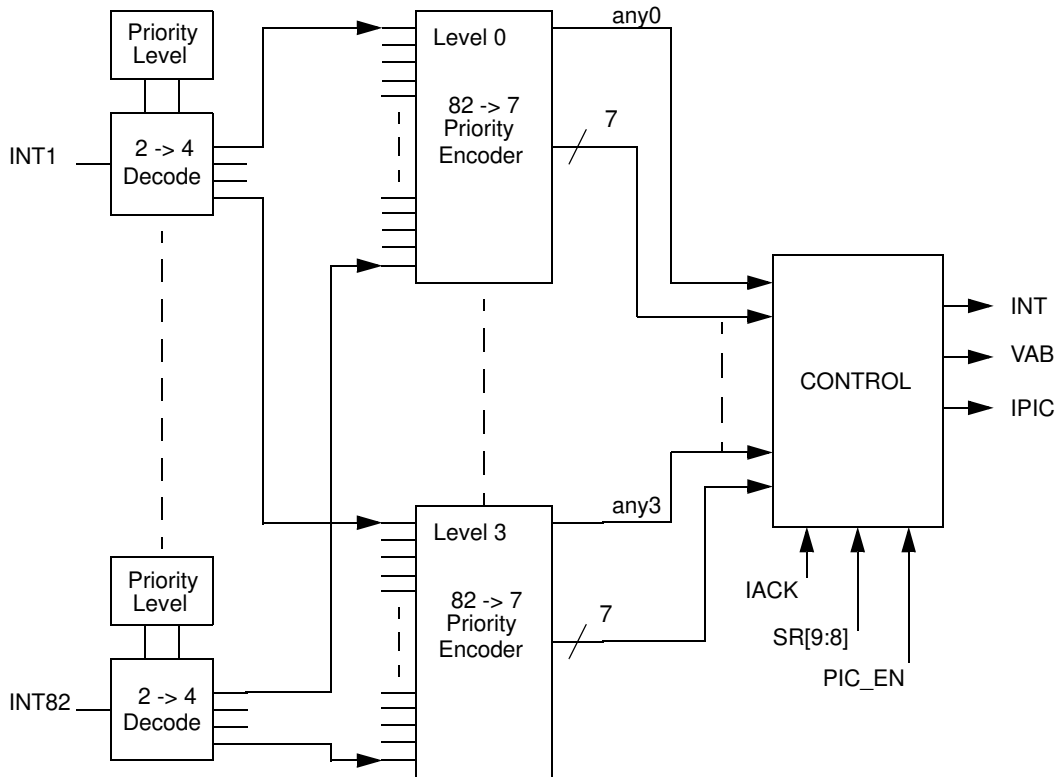 Priority
Level
2 -> 4
Decode
INT1
Level 0
82 -> 7
Priority
Encoder
any0
7
CONTROL
INT
VAB
IPIC
IACK
SR[9:8]
PIC_EN
Priority
Level
2 -> 4
Decode
INT82
Level 3
82 -> 7
Priority
Encoder
any3
7